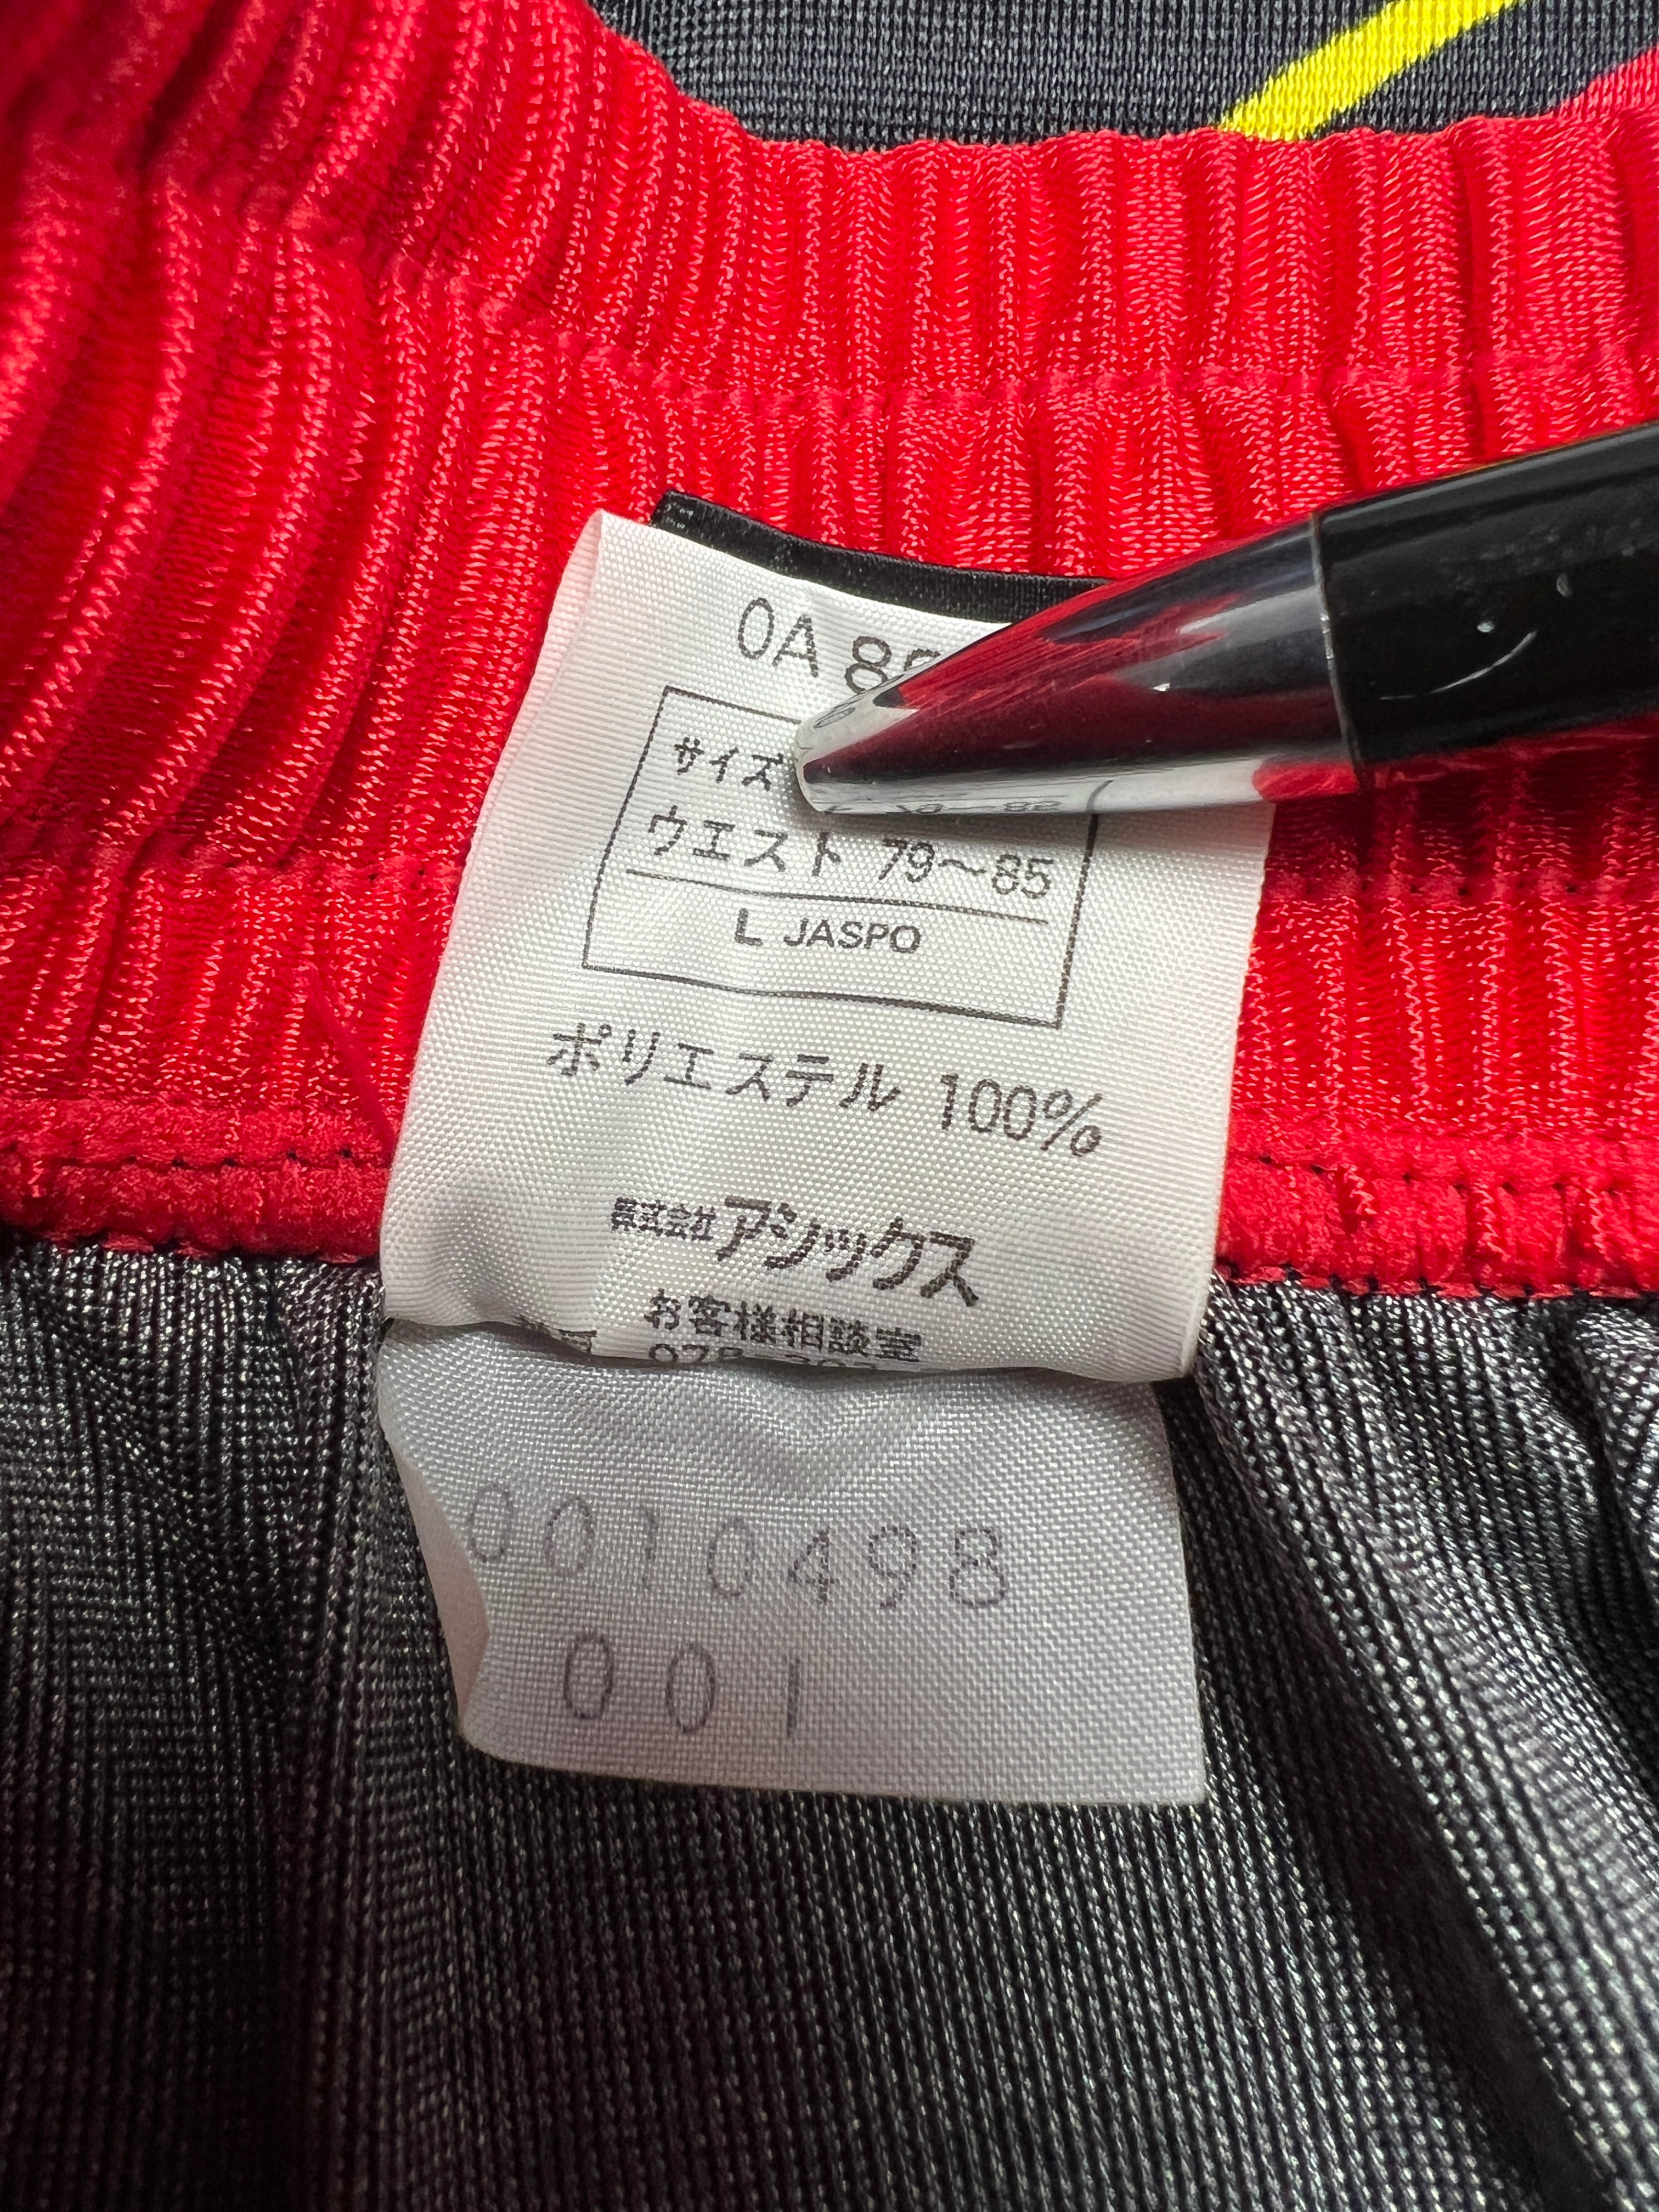 0A
サイズ
ウエスト 79〜85
L JASPO
ポリエステル 100%
株式会社アシックス
お客様相談室
0010498
001